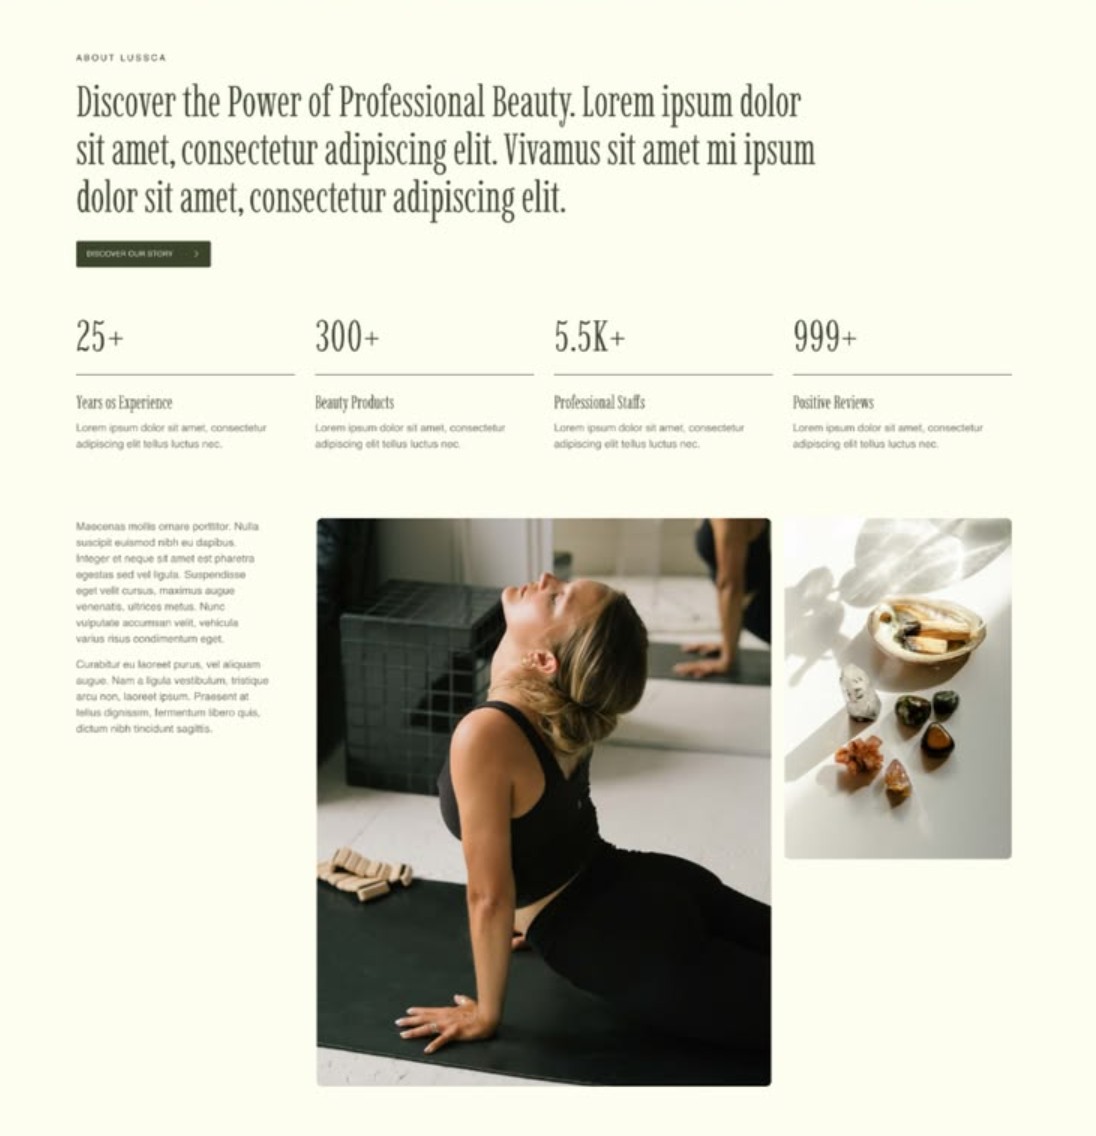 ABOUT LUSSCA
Discover the Power of Professional Beauty. Lorem ipsum dolor
sit amet, consectetur adipiscing elit. Vivamus sit amet mi ipsum
dolor sit amet, consectetur adipiscing elit.
DISCOVER OUR STORY
25+
300+
5.5K+
999+
Years os Experience
Beauty Products
Professional Staffs
Positive Reviews
Lorem ipsum dolor sit amet, consectetur
adipiscing elit tellus luctus nec.
Lorem ipsum dolor sit amet, consectetur
adipiscing elit tellus luctus nec.
Lorem ipsum dolor sit amet, consectetur
adipiscing elit tellus luctus nec.
Lorem ipsum dolor sit amet, consectetur
adipiscing elit tellus luctus nec.
Maecenas mollis ornare porttitor. Nulla
suscipit euismod nibh eu dapibus.
Integer et neque sit amet est pharetra
egestas sed vel ligula. Suspendisse
eget velit cursus, maximus augue
venenatis, ultrices metus. Nunc
vulputate accumsan velit, vehicula
varius risus condimentum eget.
Curabitur eu laoreet purus, vel aliquam
augue. Nam a ligula vestibulum, tristique
arcu non, laoreet ipsum. Praesent at
tellus dignissim, fermentum libero quis,
dictum nibh tincidunt sagittis.